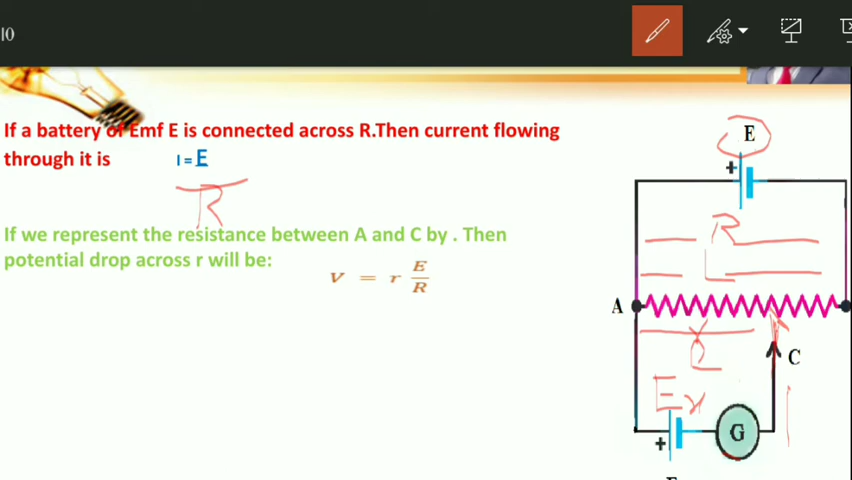 10
If a battery of Emf E is connected across R.Then current flowing
through it is I = E
R
If we represent the resistance between A and C by . Then
potential drop across r will be:
V = r E/R
E
+
R
L
A
C
Ex
G
+